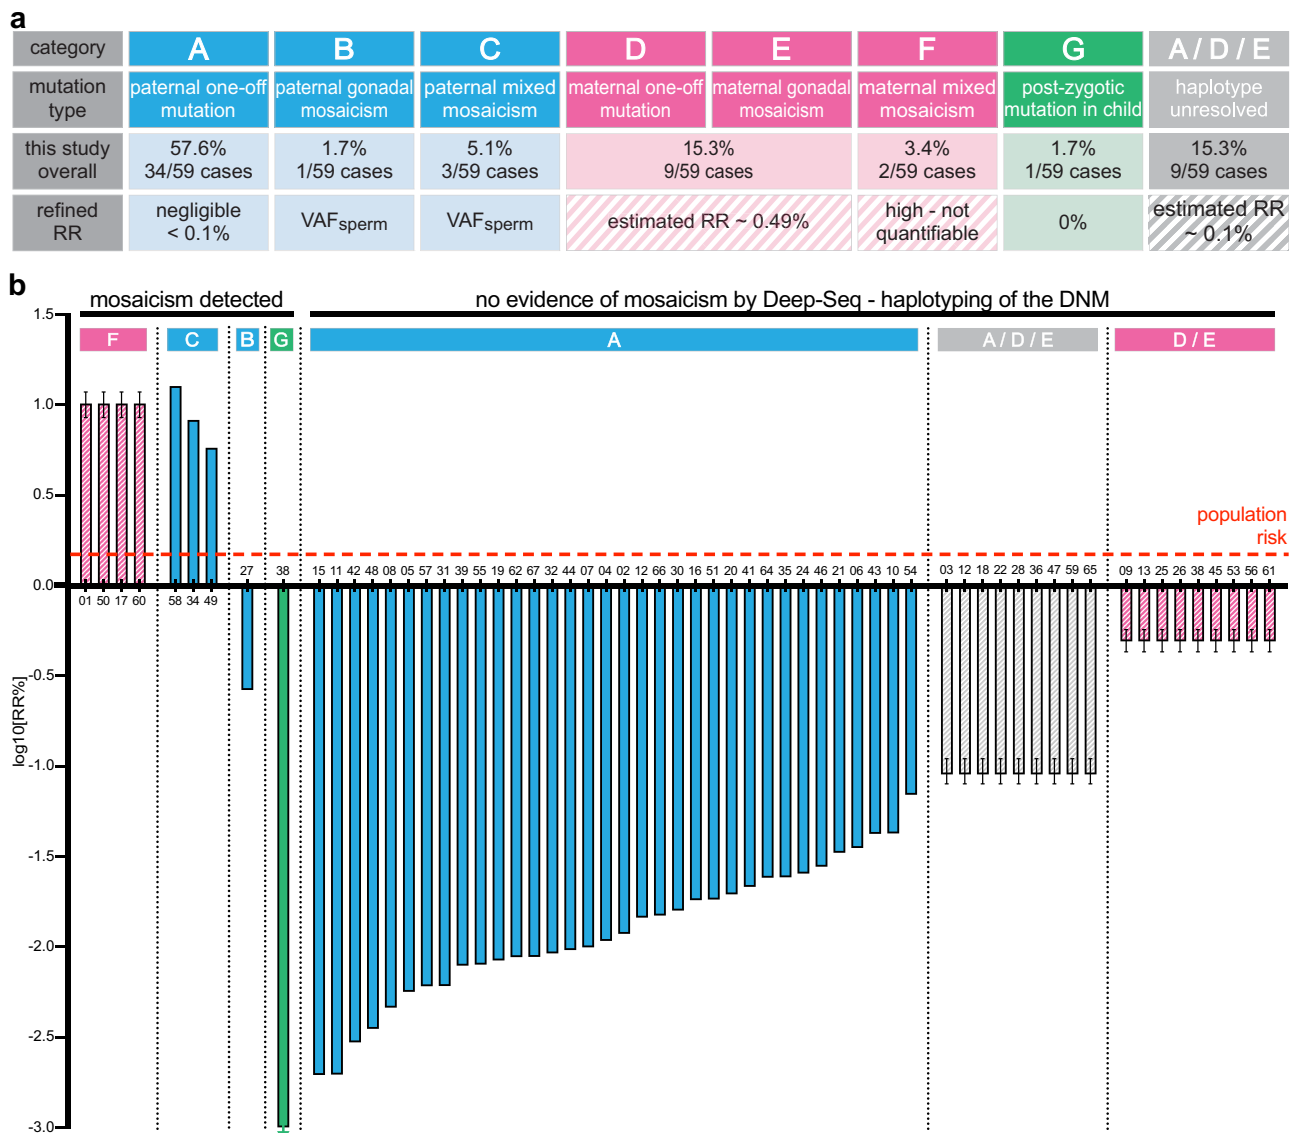 a
category A B C D E F G A / D / E
mutation type
paternal one-off mutation
paternal gonadal mosaicism
paternal mixed mosaicism
maternal one-off mutation
maternal gonadal mosaicism
maternal mixed mosaicism
post-zygotic mutation in child
haplotype unresolved
this study overall
57.6% 34/59 cases
1.7% 1/59 cases
5.1% 3/59 cases
15.3% 9/59 cases
3.4% 2/59 cases
1.7% 1/59 cases
15.3% 9/59 cases
refined RR
negligible < 0.1%
VAFsperm
VAFsperm
estimated RR ~ 0.49%
high - not quantifiable
0%
estimated RR ~ 0.1%
b
mosaicism detected
no evidence of mosaicism by Deep-Seq - haplotyping of the DNM
F C B G A A / D / E D / E
population
risk
log10[RR%]
1.5
1.0
0.5
0.0
-0.5
-1.0
-1.5
-2.0
-2.5
-3.0
27 38 15 11 42 48 08 05 57 31 39 55 19 62 67 32 44 07 04 02 12 66 30 16 51 20 41 64 35 24 46 21 06 43 10 54 03 12 18 22 28 36 47 59 65 09 13 25 26 38 45 53 56 61
01 50 17 60 58 34 49